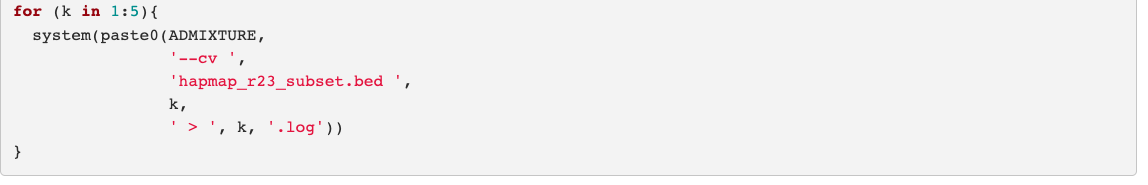 for (k in 1:5){
  system(paste0(ADMIXTURE,
                '--cv ',
                'hapmap_r23_subset.bed ',
                k,
                ' > ', k, '.log'))
}